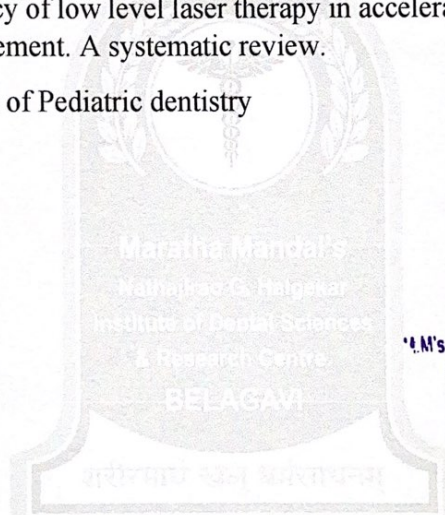 cy of low level laser therapy in accelera
ement. A systematic review.
of Pediatric dentistry
Maratha Mandal's
Nathajirao G. Halgekar
Institute of Dental Sciences
& Research Centre
BELAGAVI
M's